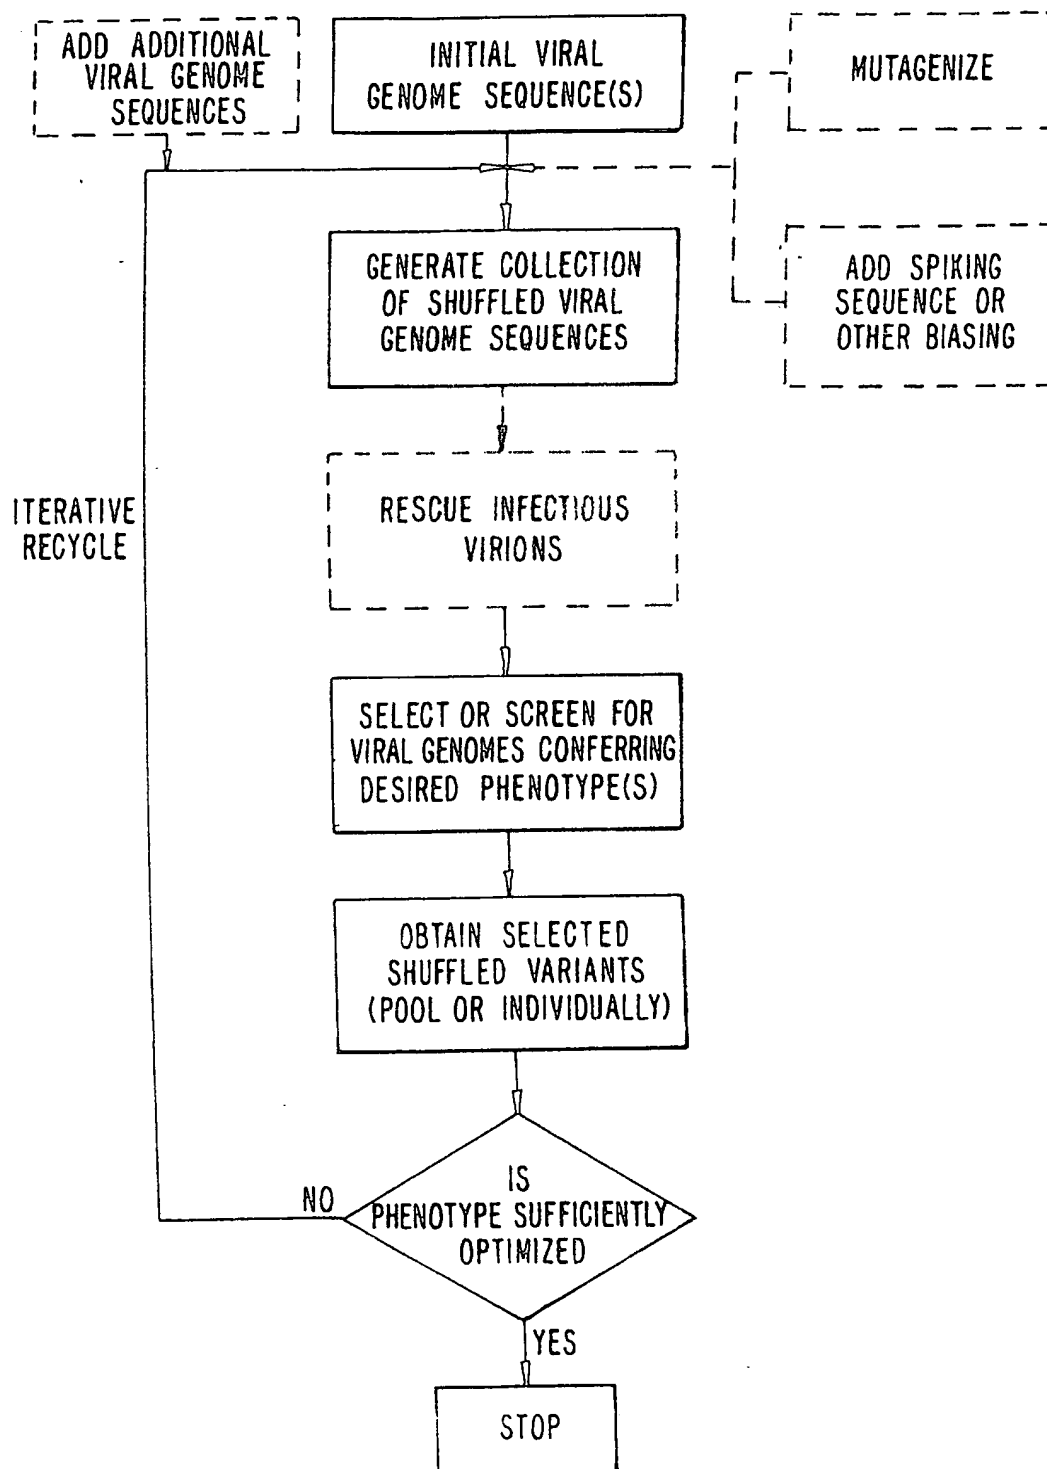 ADD ADDITIONAL
VIRAL GENOME
SEQUENCES
INITIAL VIRAL
GENOME SEQUENCE(S)
MUTAGENIZE
GENERATE COLLECTION
OF SHUFFLED VIRAL
GENOME SEQUENCES
ADD SPIKING
SEQUENCE OR
OTHER BIASING
ITERATIVE
RECYCLE
RESCUE INFECTIOUS
VIRIONS
SELECT OR SCREEN FOR
VIRAL GENOMES CONFERRING
DESIRED PHENOTYPE(S)
OBTAIN SELECTED
SHUFFLED VARIANTS
(POOL OR INDIVIDUALLY)
NO
IS
PHENOTYPE SUFFICIENTLY
OPTIMIZED
YES
STOP